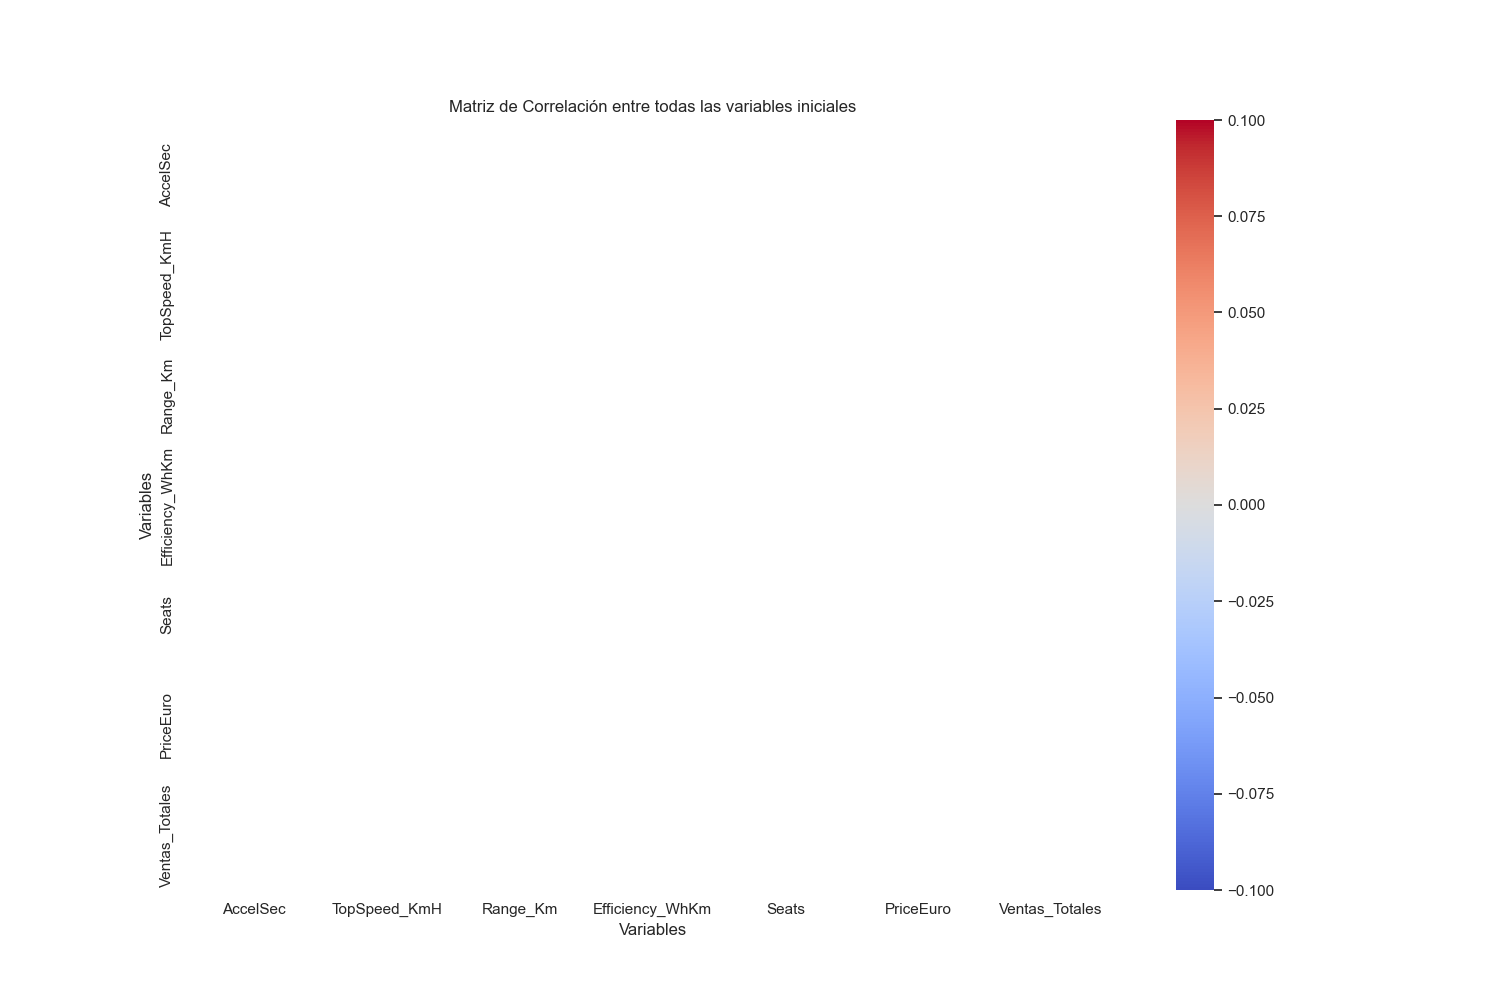 Matriz de Correlación entre todas las variables iniciales
AccelSec
TopSpeed_KmH
Range_Km
Efficiency_WhKm
Seats
PriceEuro
Ventas_Totales
Variables
AccelSec
TopSpeed_KmH
Range_Km
Efficiency_WhKm
Seats
PriceEuro
Ventas_Totales
Variables
0.100
0.075
0.050
0.025
0.000
−0.025
−0.050
−0.075
−0.100